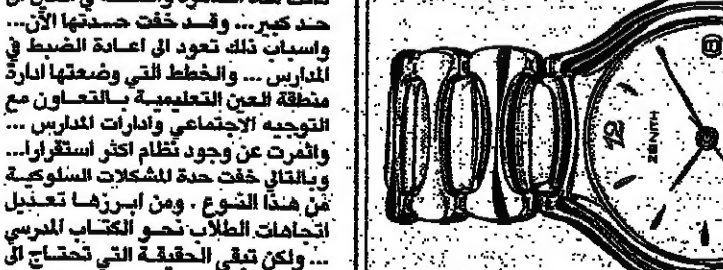 حد كبير... وقد خفت حدتها الآن...
واسباب ذلك تعود الى اعادة الضبط في
المدارس ... والخطط التي وضعتها ادارة
منطقة العين التعليمية بالتعاون مع
التوجيه الاجتماعي وادارات المدارس ...
واثمرت عن وجود نظام اكثر استقرارا...
وبالتالي خفت حدة المشكلات السلوكية
من هذا النوع . ومن ابرزها تعديل
اتجاهات الطلاب نحو الكتاب المدرسي
... ولكن تبقى الحقيقة التي تحتاج الى
12
ZENITH